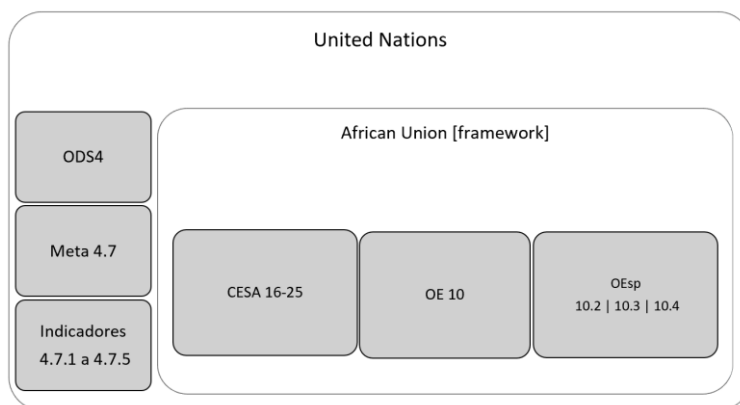 United Nations
African Union [framework]
ODS4
Meta 4.7
Indicadores
4.7.1 a 4.7.5
CESA 16-25
OE 10
OEsp
10.2 | 10.3 | 10.4